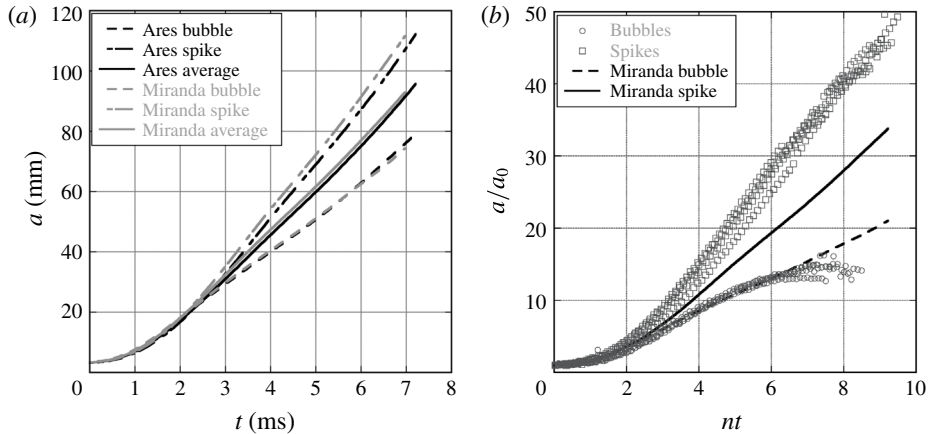 (a)
120
100
80
60
40
20
0
1
2
3
4
5
6
7
8
a (mm)
t (ms)
Ares bubble
Ares spike
Ares average
Miranda bubble
Miranda spike
Miranda average
(b)
50
40
30
20
10
0
2
4
6
8
10
a/a0
nt
Bubbles
Spikes
Miranda bubble
Miranda spike